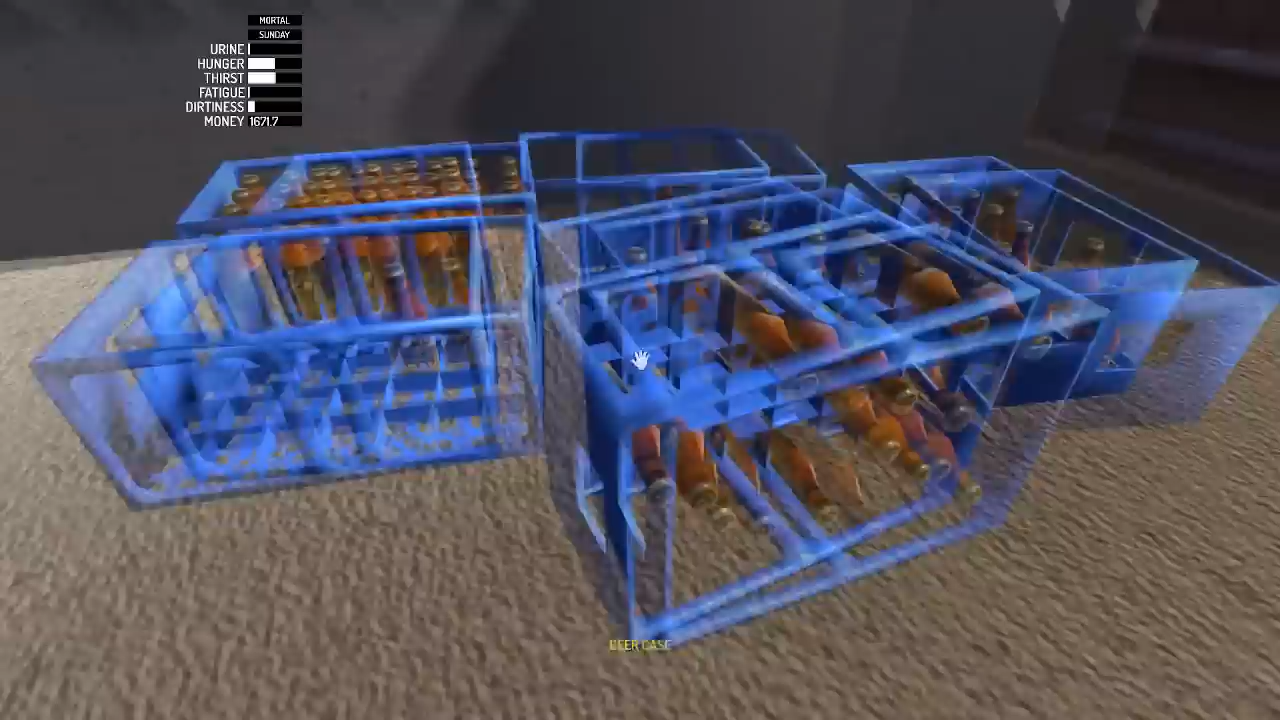 MORTAL
SUNDAY
URINE
HUNGER
THIRST
FATIGUE
DIRTINESS
MONEY 1671.7
BEER CASE